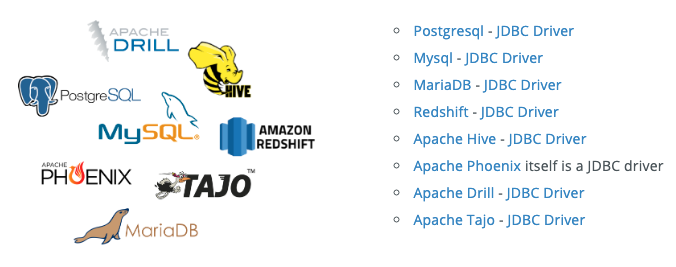 APACHE
DRILL
HIVE
PostgreSQL
MySQL®
AMAZON
REDSHIFT
APACHE
PHOENIX
TAJO™
MariaDB
Postgresql - JDBC Driver
Mysql - JDBC Driver
MariaDB - JDBC Driver
Redshift - JDBC Driver
Apache Hive - JDBC Driver
Apache Phoenix itself is a JDBC driver
Apache Drill - JDBC Driver
Apache Tajo - JDBC Driver